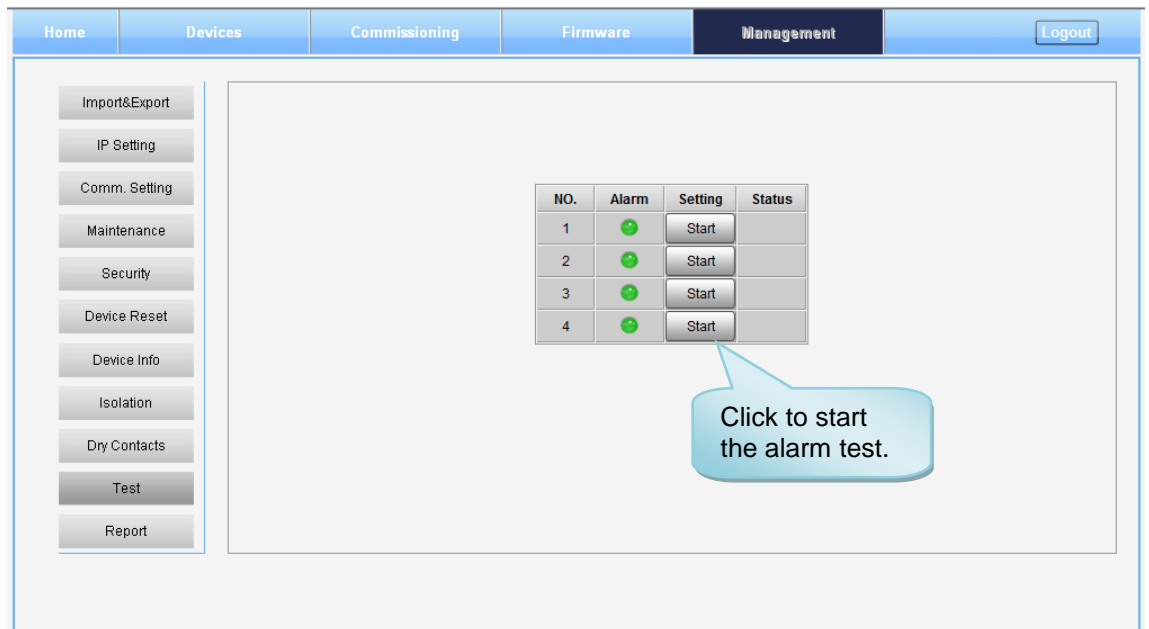 Home Devices Commissioning Firmware Management Logout
Import&Export
IP Setting
Comm. Setting
Maintenance
Security
Device Reset
Device Info
Isolation
Dry Contacts
Test
Report
NO. Alarm Setting Status
1 Start
2 Start
3 Start
4 Start
Click to start
the alarm test.